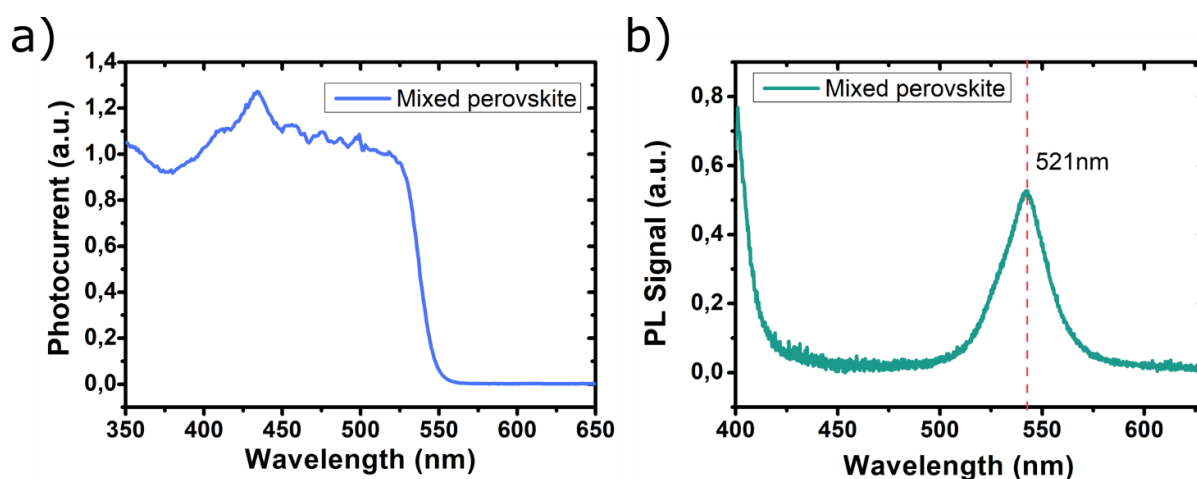 a)
1,4
1,2
1,0
0,8
0,6
0,4
0,2
0,0
Photocurrent (a.u.)
Mixed perovskite
350 400 450 500 550 600 650
Wavelength (nm)
b)
0,8
0,6
0,4
0,2
0,0
PL Signal (a.u.)
Mixed perovskite
521nm
400 450 500 550 600
Wavelength (nm)